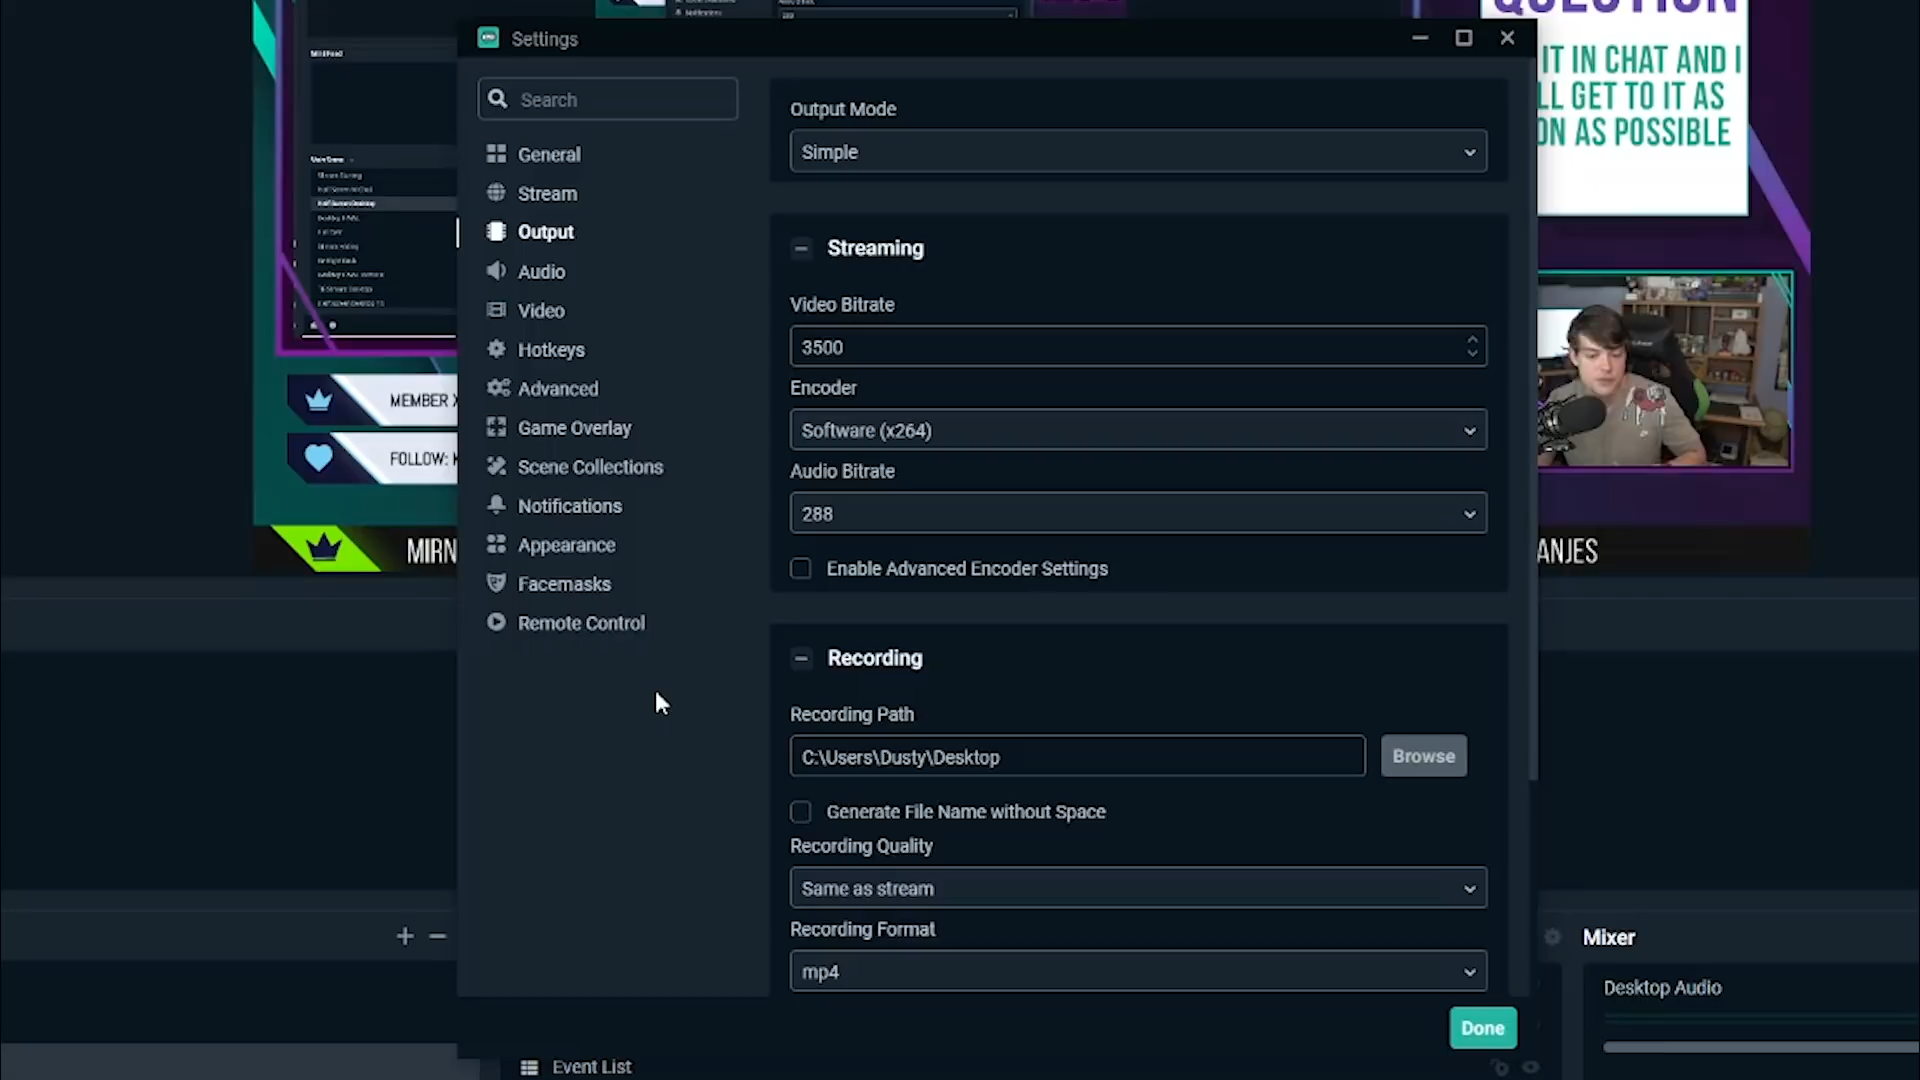 QUESTION
IT IN CHAT AND I
LL GET TO IT AS
ON AS POSSIBLE
MEMBER
FOLLOW:
MIRN
ANJES
Settings
Search
General
Stream
Output
Audio
Video
Hotkeys
Advanced
Game Overlay
Scene Collections
Notifications
Appearance
Facemasks
Remote Control
Output Mode
Simple
Streaming
Video Bitrate
3500
Encoder
Software (x264)
Audio Bitrate
288
Enable Advanced Encoder Settings
Recording
Recording Path
C:\Users\Dusty\Desktop
Browse
Generate File Name without Space
Recording Quality
Same as stream
Recording Format
mp4
Done
Event List
Mixer
Desktop Audio